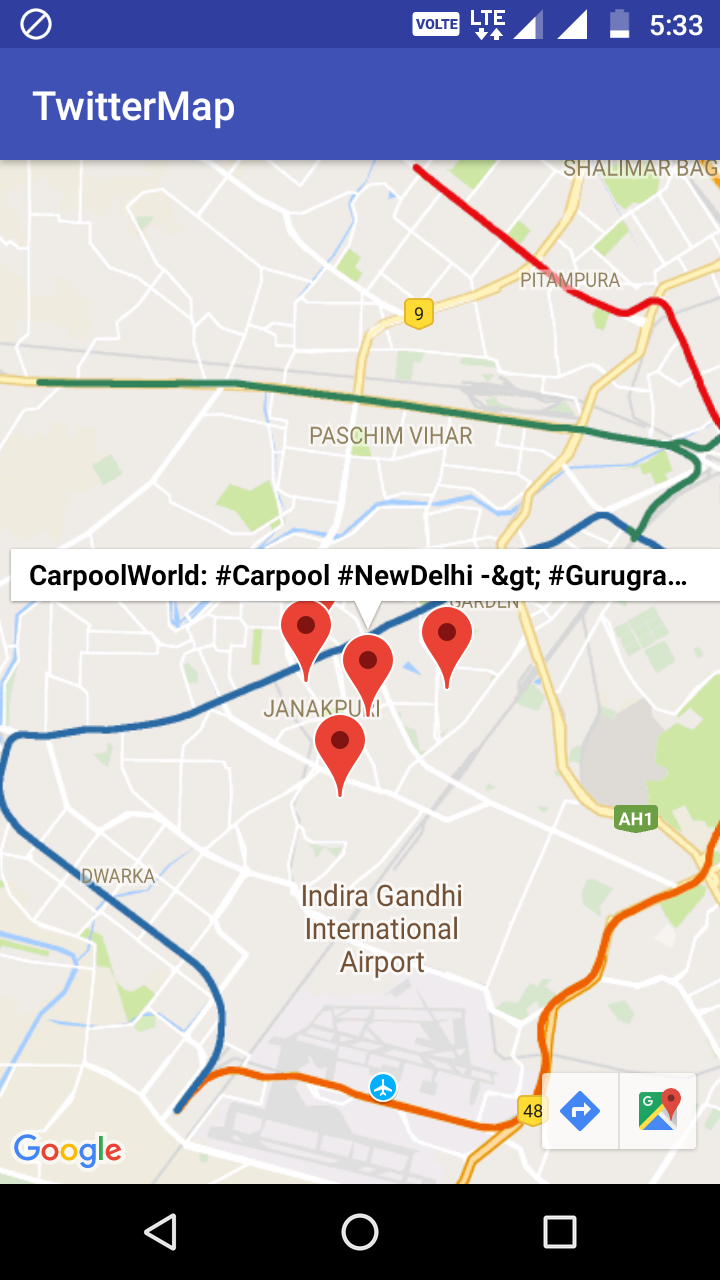 VOLTE LTE 5:33
TwitterMap
SHALIMAR BAG
PITAMPURA
9
PASCHIM VIHAR
CarpoolWorld: #Carpool #NewDelhi -&gt; #Gurugra...
GARDEN
JANAKPURI
AH1
DWARKA
Indira Gandhi
International
Airport
48
G
Google